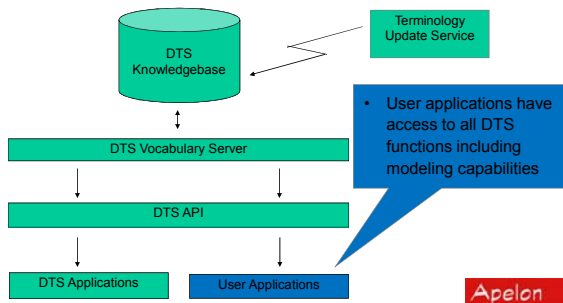 Terminology
Update Service
DTS
Knowledgebase
• User applications have
access to all DTS
functions including
modeling capabilities
DTS Vocabulary Server
DTS API
DTS Applications
User Applications
Apelon